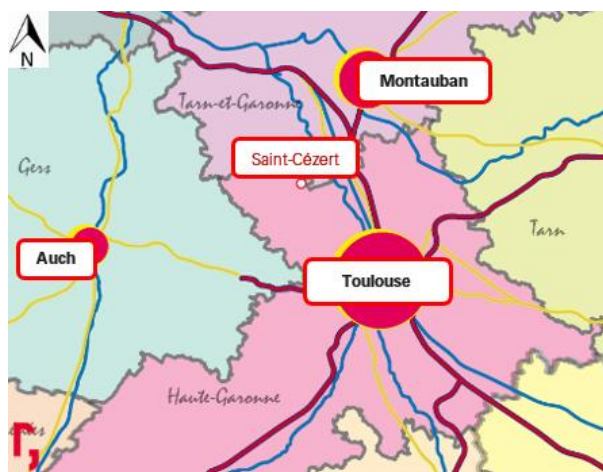 N
Montauban
Tarn-et-Garonne
Saint-Cézert
Gers
Tarn
Auch
Toulouse
Haute-Garonne